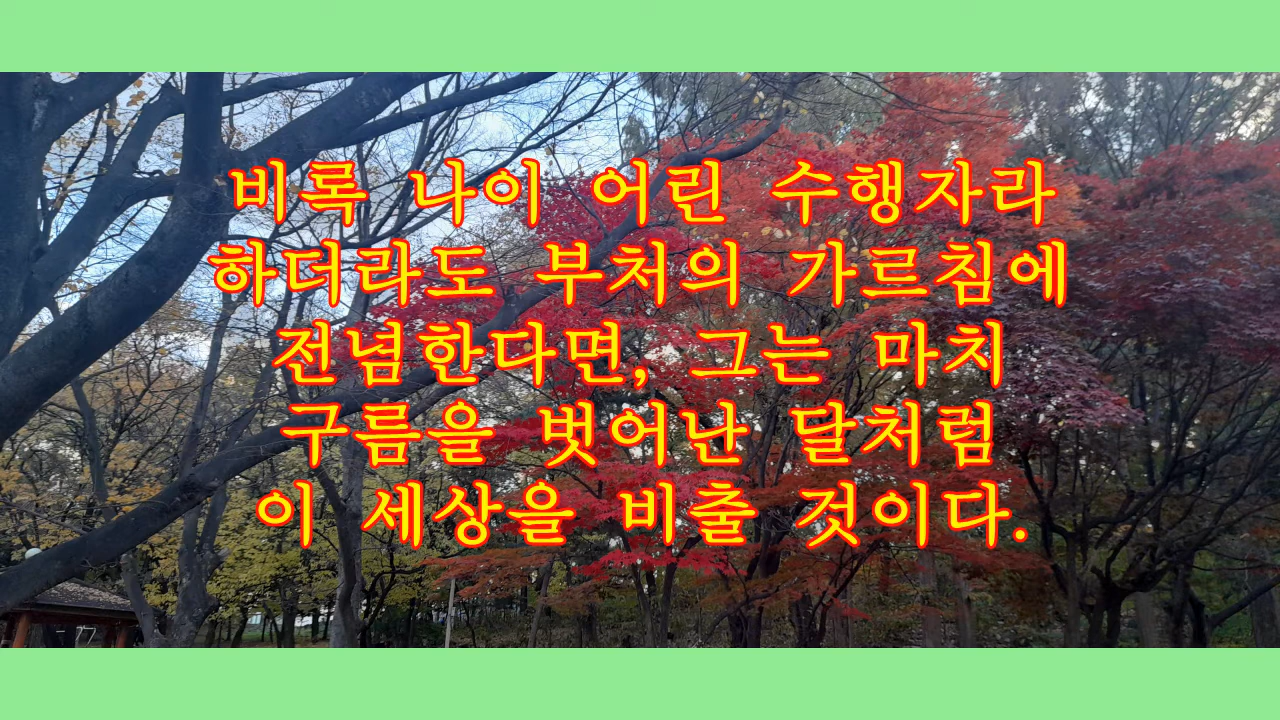 비록 나이 어린 수행자라
하더라도 부처의 가르침에
전념한다면, 그는 마치
구름을 벗어난 달처럼
이 세상을 비출 것이다.